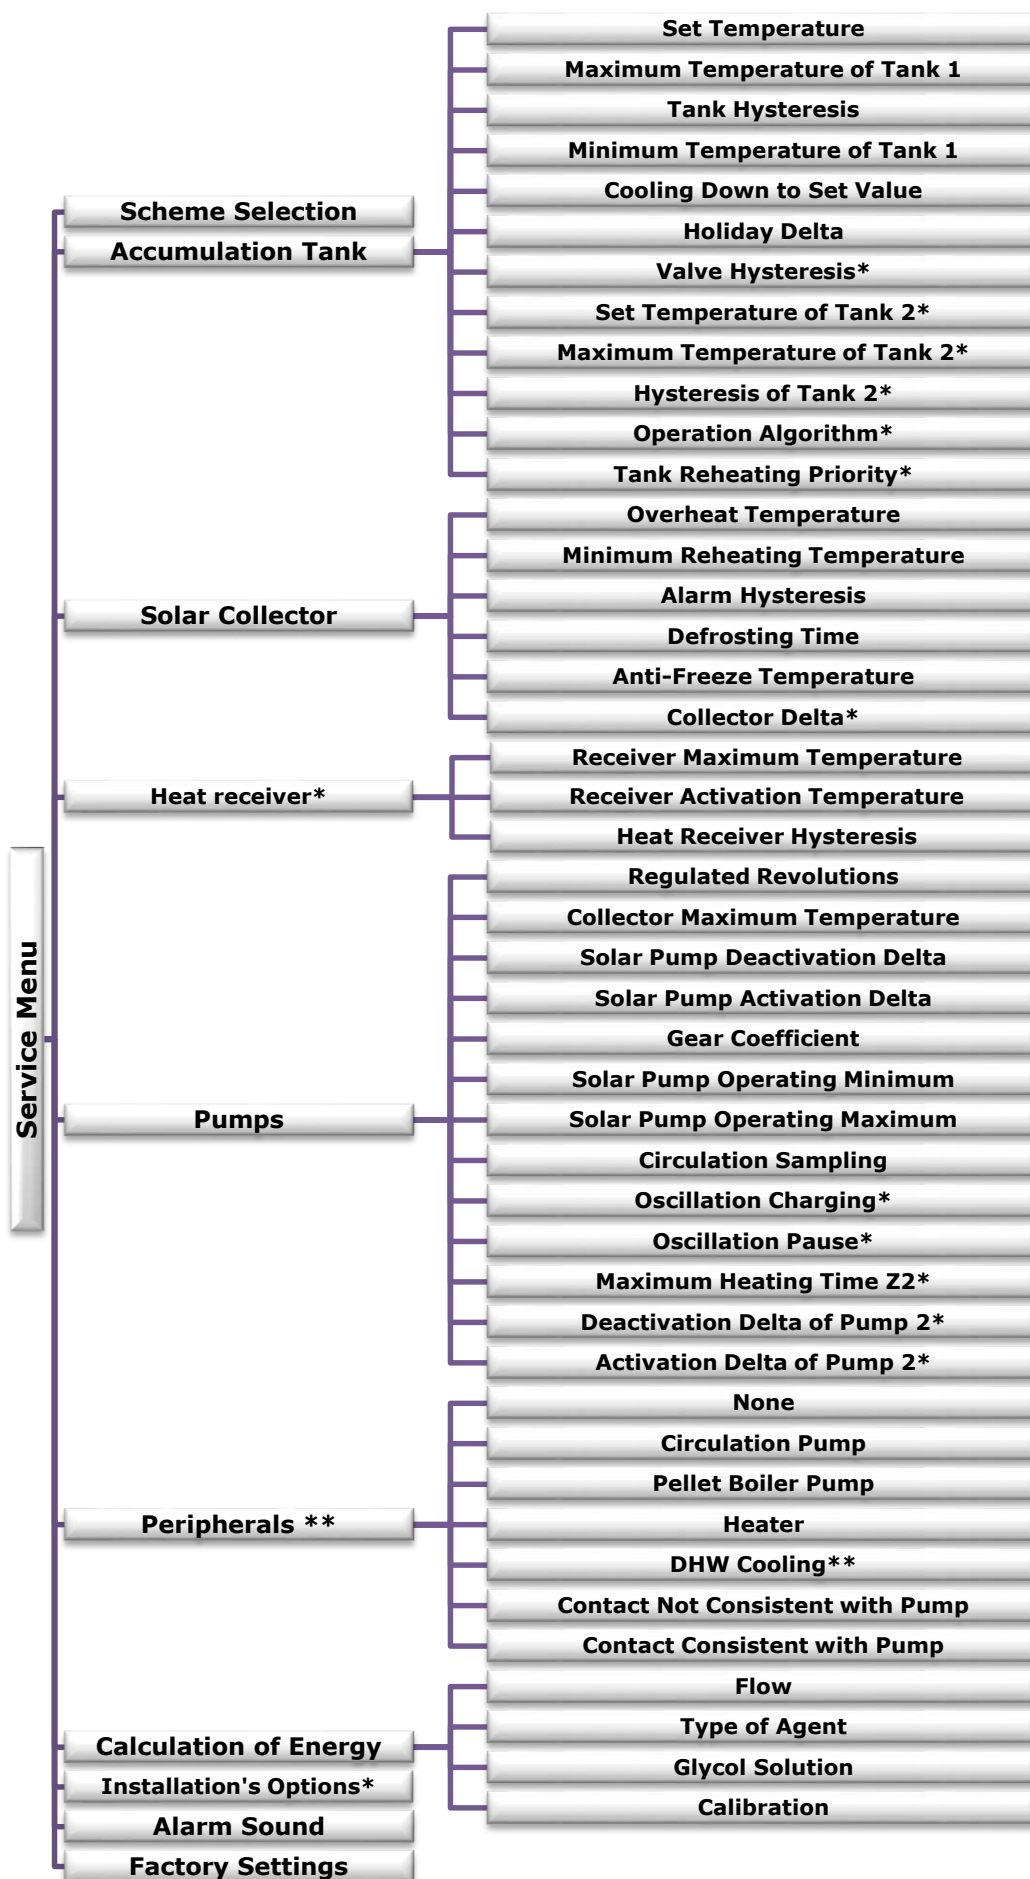 Service Menu
Scheme Selection
Accumulation Tank
Set Temperature
Maximum Temperature of Tank 1
Tank Hysteresis
Minimum Temperature of Tank 1
Cooling Down to Set Value
Holiday Delta
Valve Hysteresis*
Set Temperature of Tank 2*
Maximum Temperature of Tank 2*
Hysteresis of Tank 2*
Operation Algorithm*
Tank Reheating Priority*
Solar Collector
Overheat Temperature
Minimum Reheating Temperature
Alarm Hysteresis
Defrosting Time
Anti-Freeze Temperature
Collector Delta*
Heat receiver*
Receiver Maximum Temperature
Receiver Activation Temperature
Heat Receiver Hysteresis
Pumps
Regulated Revolutions
Collector Maximum Temperature
Solar Pump Deactivation Delta
Solar Pump Activation Delta
Gear Coefficient
Solar Pump Operating Minimum
Solar Pump Operating Maximum
Circulation Sampling
Oscillation Charging*
Oscillation Pause*
Maximum Heating Time Z2*
Deactivation Delta of Pump 2*
Activation Delta of Pump 2*
Peripherals **
None
Circulation Pump
Pellet Boiler Pump
Heater
DHW Cooling**
Contact Not Consistent with Pump
Contact Consistent with Pump
Calculation of Energy
Flow
Type of Agent
Glycol Solution
Calibration
Installation's Options*
Alarm Sound
Factory Settings